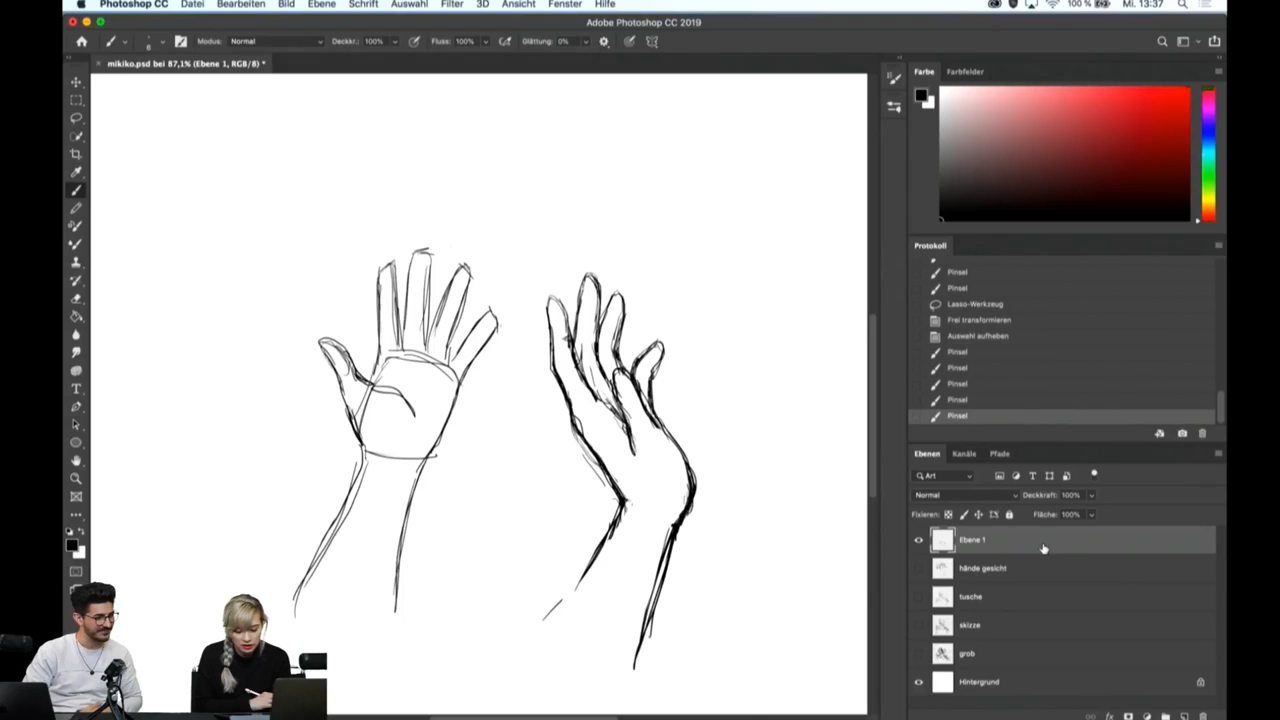 Photoshop CC Datei Bearbeiten Bild Ebene Schrift Auswahl Filter 3D Ansicht Fenster Hilfe 100 % Mi. 13:37
Adobe Photoshop CC 2019
6 Modus: Normal Deckkr.: 100% Fluss: 100% Glättung: 0%
× mikiko.psd bei 87,1% (Ebene 1, RGB/8) *
Farbe Farbfelder
Protokoll
Pinsel
Pinsel
Lasso-Werkzeug
Frei transformieren
Auswahl aufheben
Pinsel
Pinsel
Pinsel
Pinsel
Pinsel
Ebenen Kanäle Pfade
Art
Normal Deckkraft: 100%
Fixieren: Fläche: 100%
Ebene 1
hände gesicht
tusche
skizze
grob
Hintergrund
fx